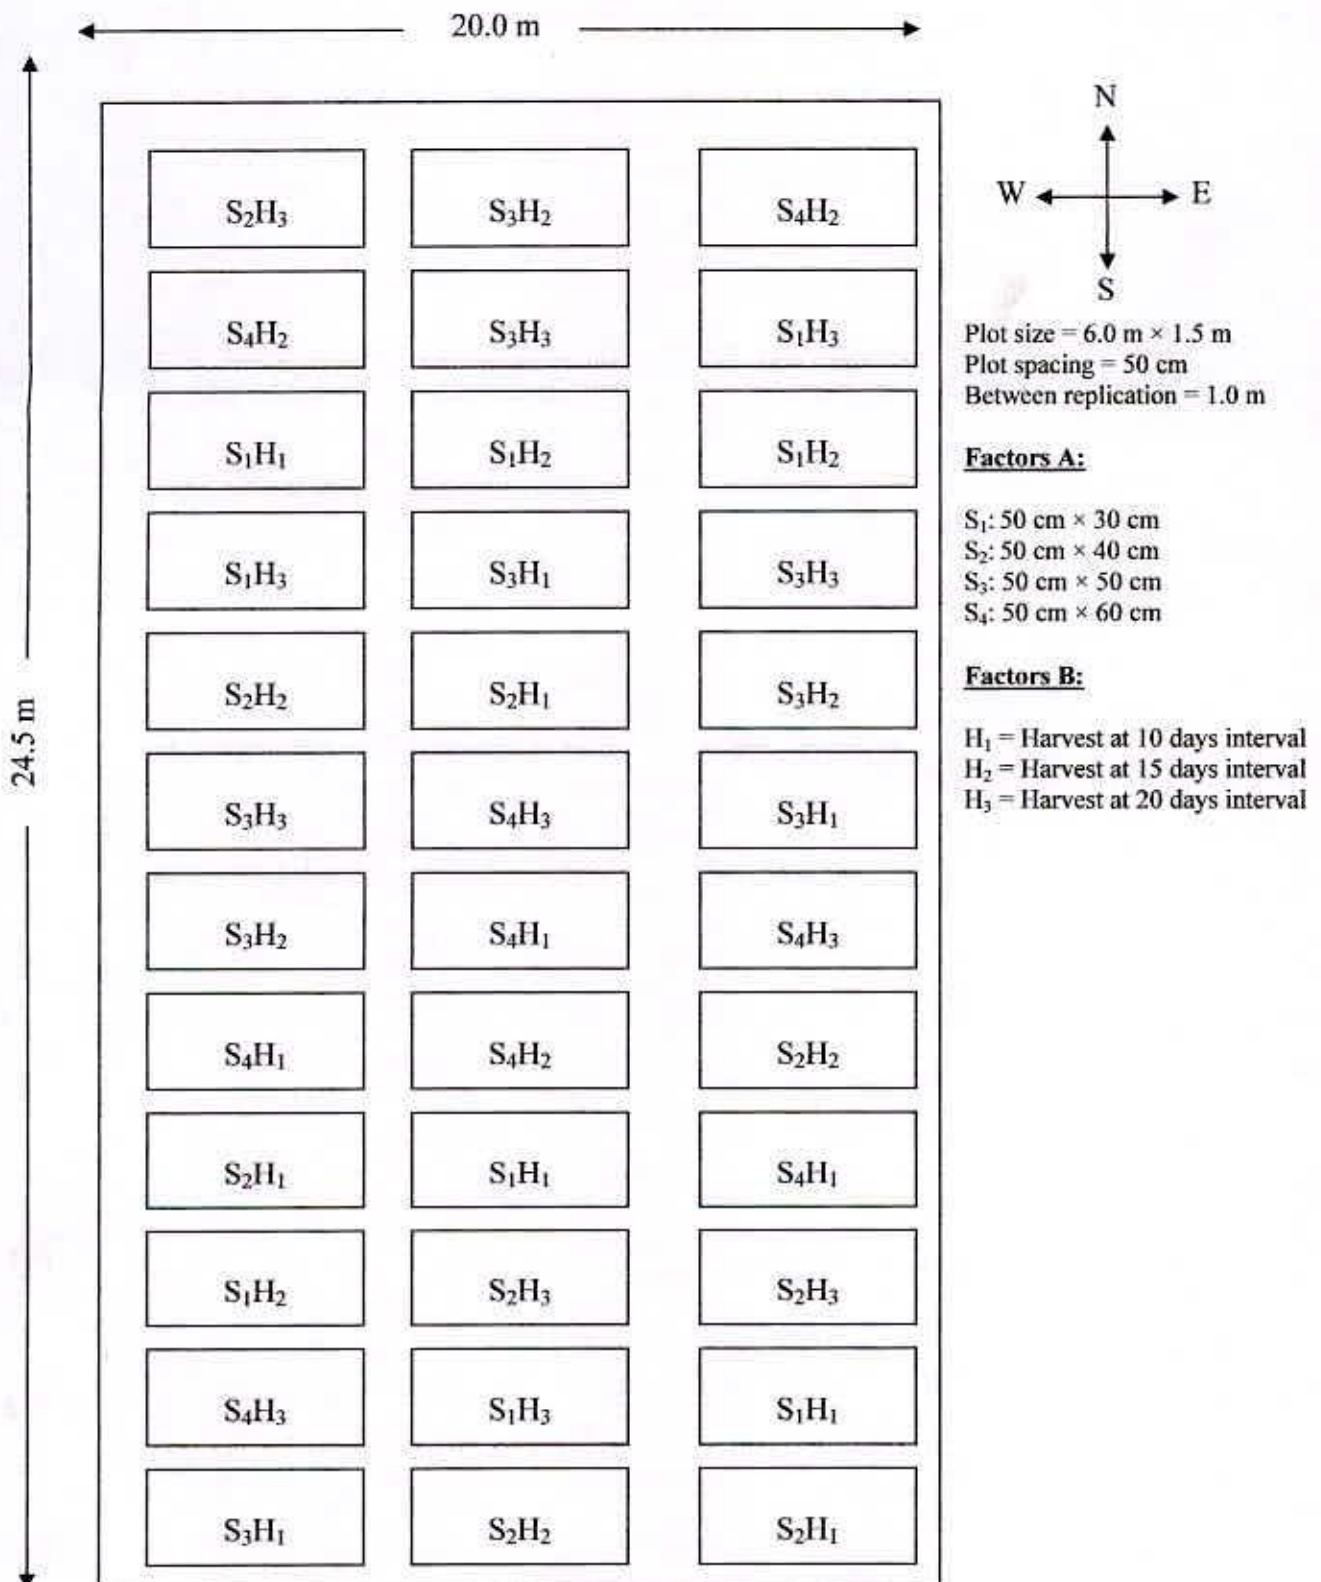 20.0 m
24.5 m
N
W E
S
S₂H₃ S₃H₂ S₄H₂
S₄H₂ S₃H₃ S₁H₃
S₁H₁ S₁H₂ S₁H₂
S₁H₃ S₃H₁ S₃H₃
S₂H₂ S₂H₁ S₃H₂
S₃H₃ S₄H₃ S₃H₁
S₃H₂ S₄H₁ S₄H₃
S₄H₁ S₄H₂ S₂H₂
S₂H₁ S₁H₁ S₄H₁
S₁H₂ S₂H₃ S₂H₃
S₄H₃ S₁H₃ S₁H₁
S₃H₁ S₂H₂ S₂H₁
Plot size = 6.0 m × 1.5 m
Plot spacing = 50 cm
Between replication = 1.0 m
Factors A:
S₁: 50 cm × 30 cm
S₂: 50 cm × 40 cm
S₃: 50 cm × 50 cm
S₄: 50 cm × 60 cm
Factors B:
H₁ = Harvest at 10 days interval
H₂ = Harvest at 15 days interval
H₃ = Harvest at 20 days interval